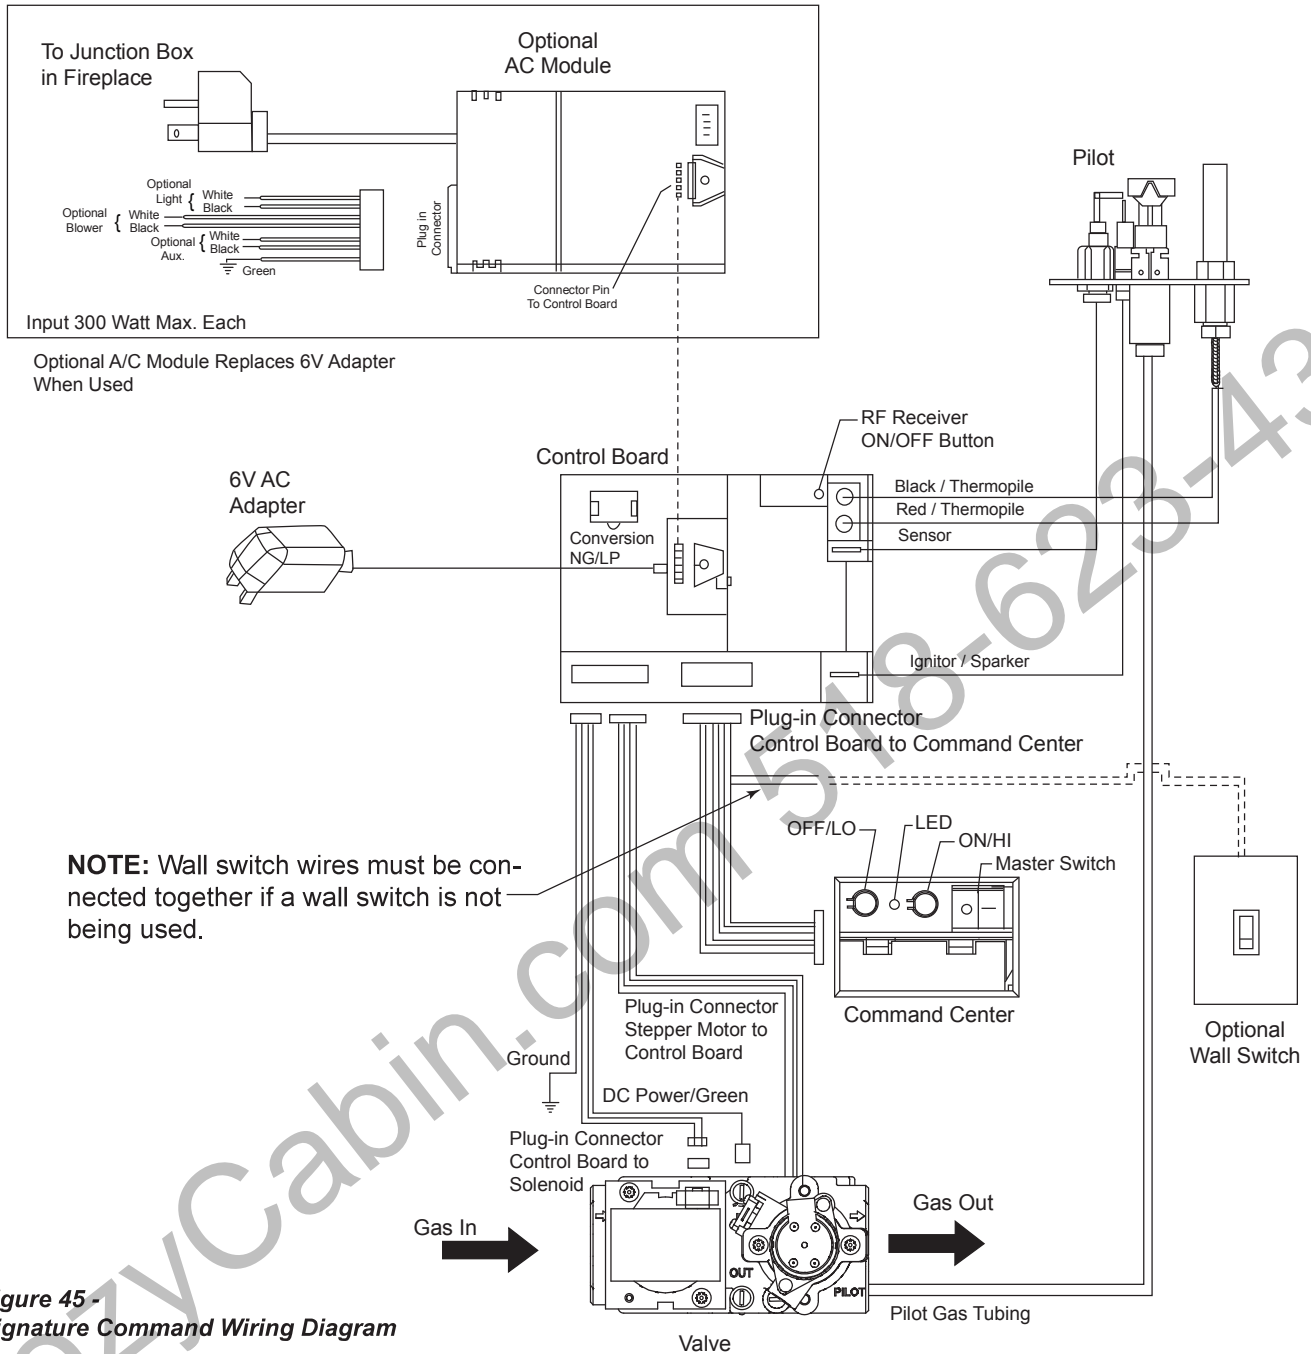 To Junction Box
in Fireplace
Optional
AC Module
Optional
Light { White
Black
Optional
Blower { White
Black
Optional
Aux. { White
Black
Green
Plug in
Connector
Connector Pin
To Control Board
Input 300 Watt Max. Each
Optional A/C Module Replaces 6V Adapter
When Used
Pilot
RF Receiver
ON/OFF Button
Control Board
6V AC
Adapter
Conversion
NG/LP
Black / Thermopile
Red / Thermopile
Sensor
Ignitor / Sparker
Plug-in Connector
Control Board to Command Center
OFF/LO
LED
ON/HI
Master Switch
NOTE: Wall switch wires must be con-
nected together if a wall switch is not
being used.
Command Center
Optional
Wall Switch
Plug-in Connector
Stepper Motor to
Control Board
Ground
DC Power/Green
Plug-in Connector
Control Board to
Solenoid
Gas In
Gas Out
OUT
PILOT
Pilot Gas Tubing
Valve
gure 45 -
ignature Command Wiring Diagram
ozyCabin.com 518-623-43